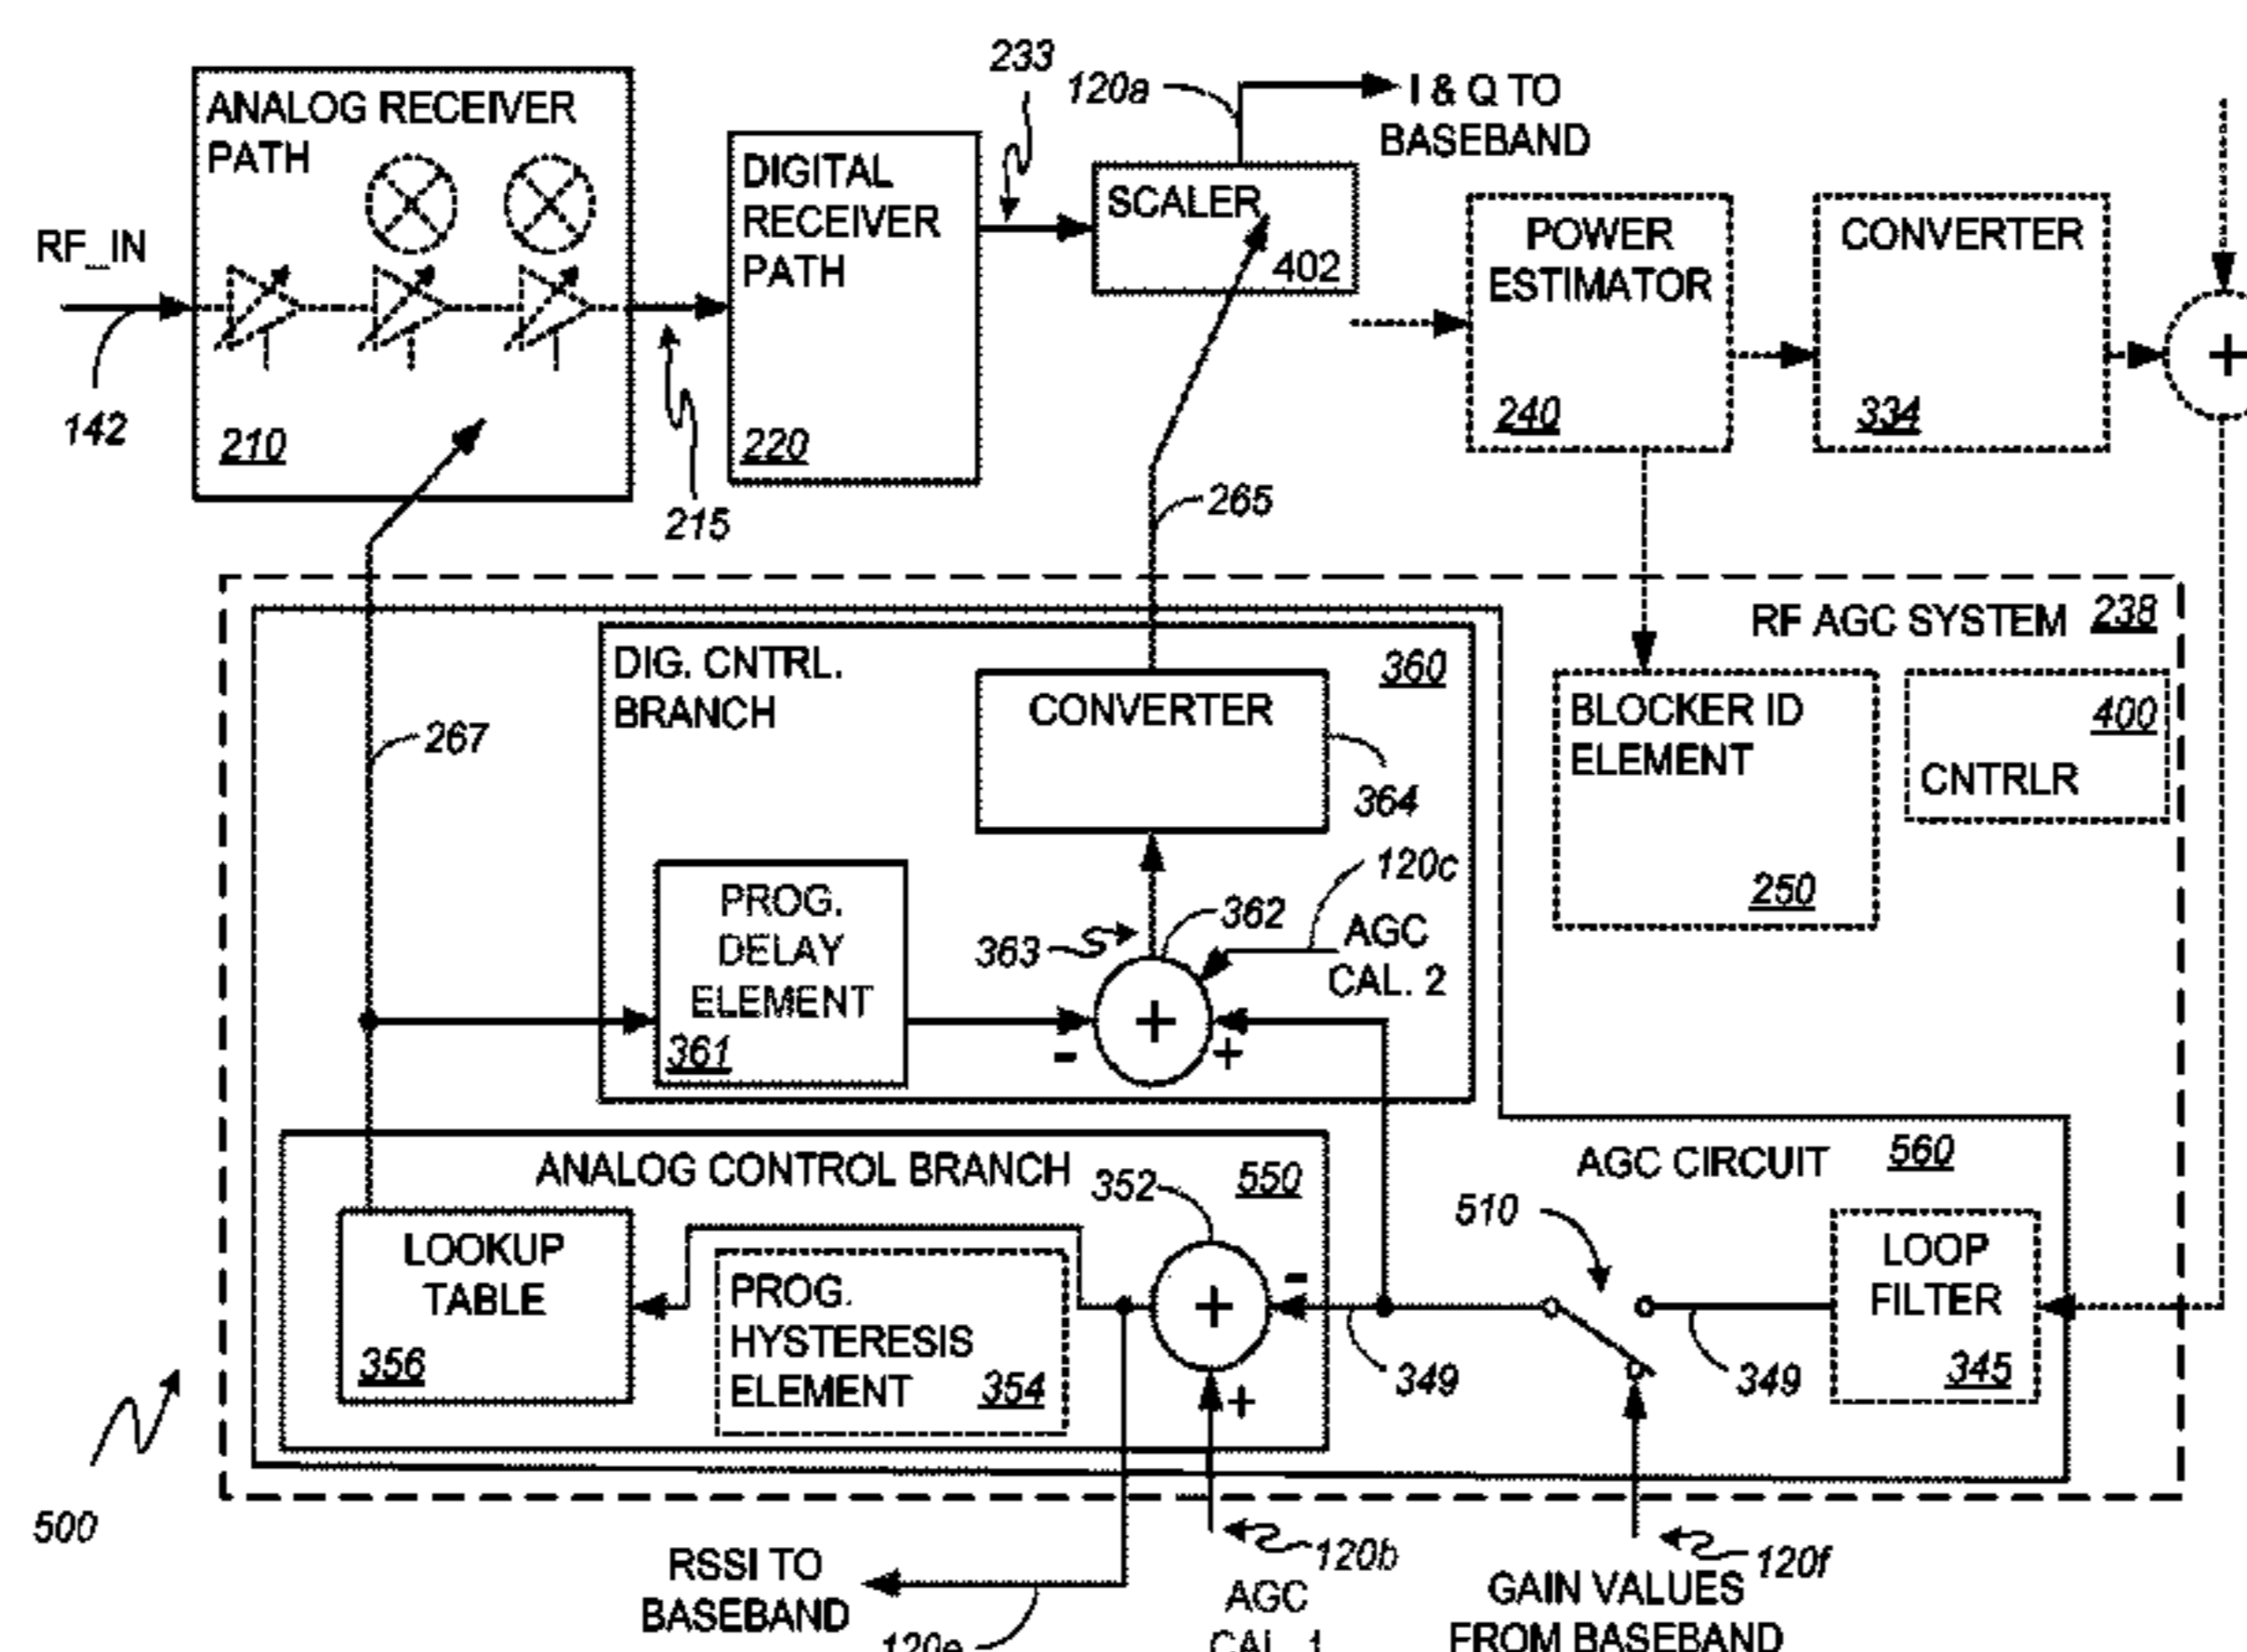 233
120a
I & Q TO
BASEBAND
ANALOG RECEIVER
PATH
RF_IN
142
210
215
DIGITAL
RECEIVER
PATH
220
SCALER
402
POWER
ESTIMATOR
240
CONVERTER
334
+
265
267
RF AGC SYSTEM 238
DIG. CNTRL.
BRANCH
360
CONVERTER
364
BLOCKER ID
ELEMENT
250
400
CNTRLR
PROG.
DELAY
ELEMENT
361
363
362
120c
AGC
CAL. 2
+
-
+
ANALOG CONTROL BRANCH
550
352
AGC CIRCUIT 560
510
LOOKUP
TABLE
356
PROG.
HYSTERESIS
ELEMENT
354
+
-
+
349
349
LOOP
FILTER
345
500
RSSI TO
BASEBAND
120e
120b
AGC
CAL. 1
120f
GAIN VALUES
FROM BASEBAND